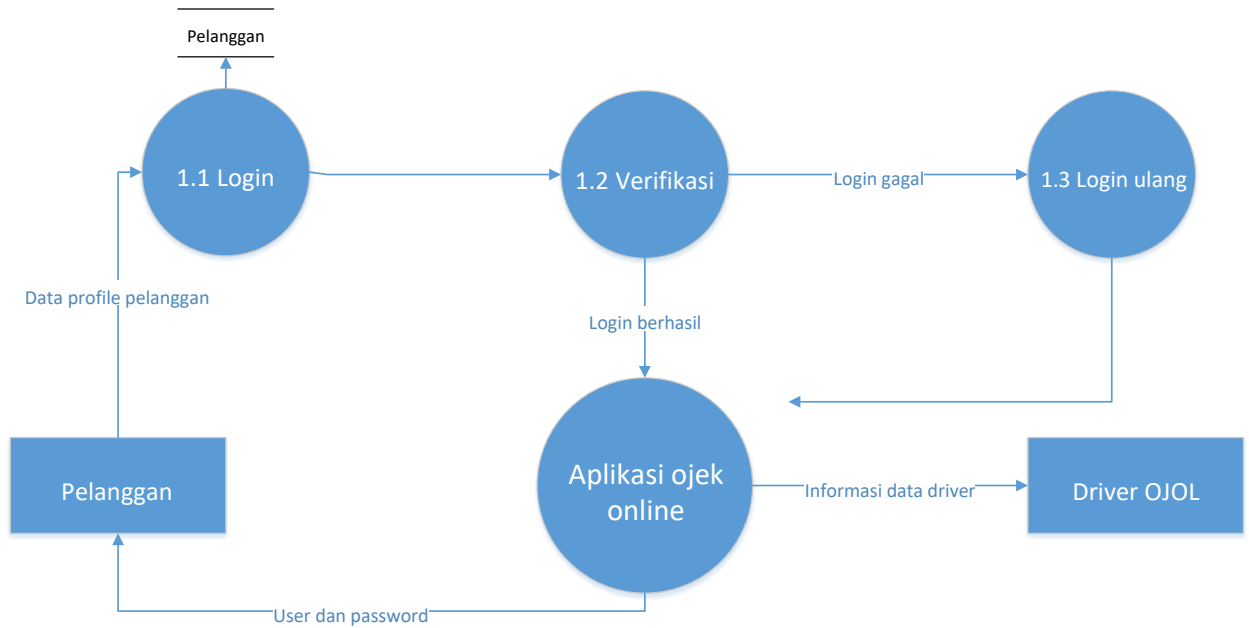 Pelanggan
1.1 Login
1.2 Verifikasi
Login gagal
1.3 Login ulang
Data profile pelanggan
Login berhasil
Pelanggan
Aplikasi ojek
online
Informasi data driver
Driver OJOL
User dan password